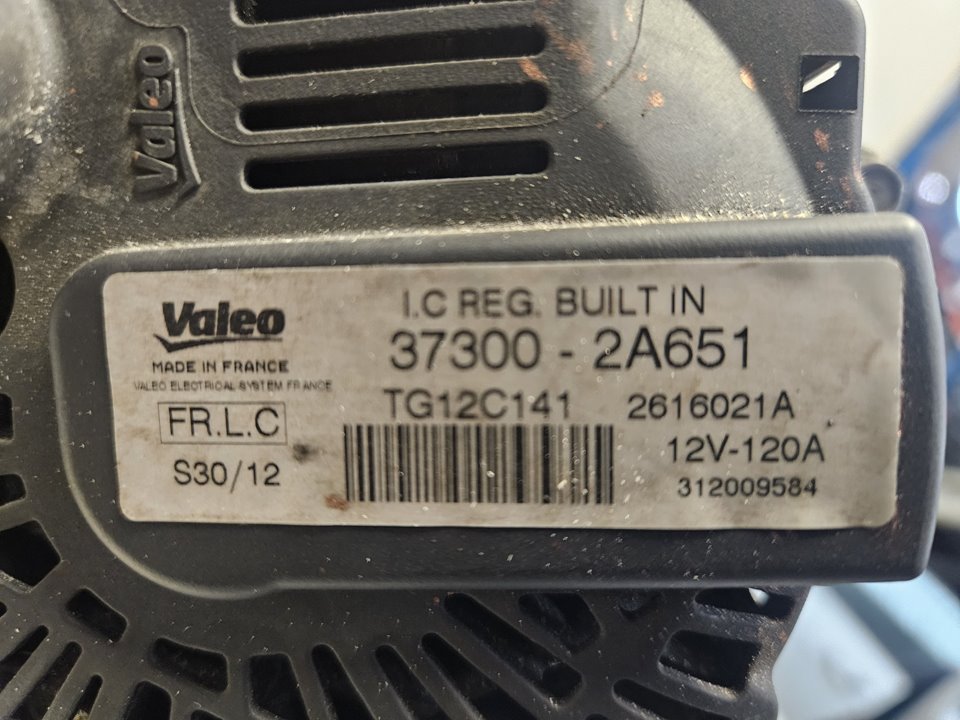 Valeo
Valeo
MADE IN FRANCE
VALEO ELECTRICAL SYSTEM FRANCE
FR.L.C
S30/12
I.C REG. BUILT IN
37300 - 2A651
TG12C141 2616021A
12V-120A
312009584